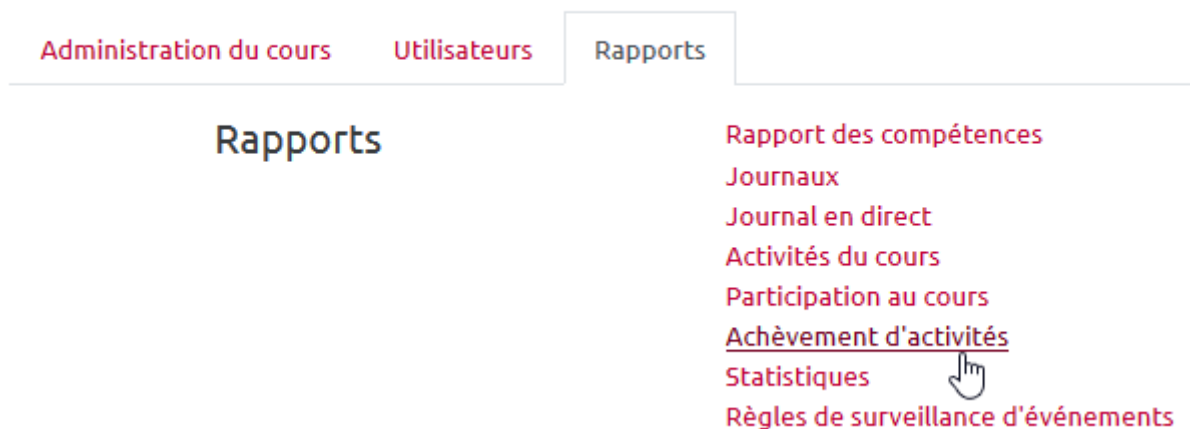 Administration du cours Utilisateurs Rapports
Rapports
Rapport des compétences
Journaux
Journal en direct
Activités du cours
Participation au cours
Achèvement d'activités
Statistiques
Règles de surveillance d'événements